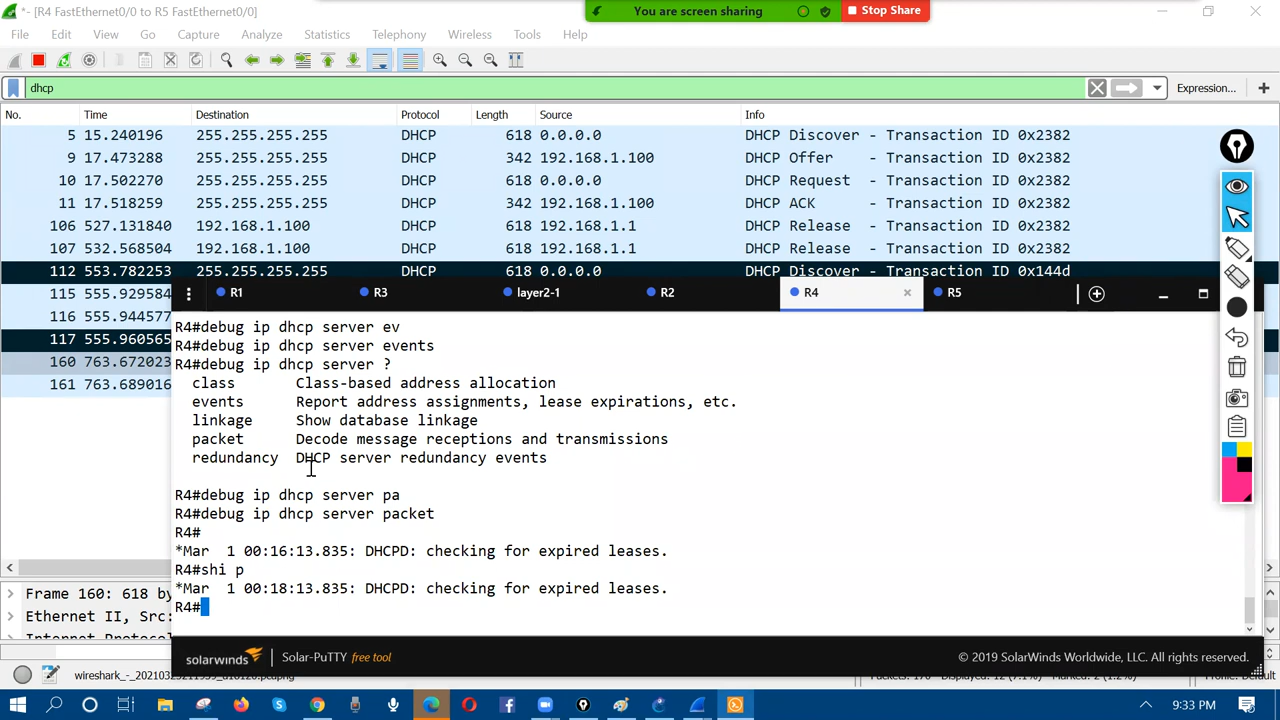 *- [R4 FastEthernet0/0 to R5 FastEthernet0/0]
You are screen sharing
Stop Share
File Edit View Go Capture Analyze Statistics Telephony Wireless Tools Help
dhcp
Expression...
No. Time Destination Protocol Length Source Info
5 15.240196 255.255.255.255 DHCP 618 0.0.0.0 DHCP Discover - Transaction ID 0x2382
9 17.473288 255.255.255.255 DHCP 342 192.168.1.100 DHCP Offer - Transaction ID 0x2382
10 17.502270 255.255.255.255 DHCP 618 0.0.0.0 DHCP Request - Transaction ID 0x2382
11 17.518259 255.255.255.255 DHCP 342 192.168.1.100 DHCP ACK - Transaction ID 0x2382
106 527.131840 192.168.1.100 DHCP 618 192.168.1.1 DHCP Release - Transaction ID 0x2382
107 532.568504 192.168.1.100 DHCP 618 192.168.1.1 DHCP Release - Transaction ID 0x2382
112 553.782253 255.255.255.255 DHCP 618 0.0.0.0 DHCP Discover - Transaction ID 0x144d
115 555.929584
116 555.944577
117 555.960565
160 763.672023
161 763.689016
R1 R3 layer2-1 R2 R4 R5
R4#debug ip dhcp server ev
R4#debug ip dhcp server events
R4#debug ip dhcp server ?
class Class-based address allocation
events Report address assignments, lease expirations, etc.
linkage Show database linkage
packet Decode message receptions and transmissions
redundancy DHCP server redundancy events
R4#debug ip dhcp server pa
R4#debug ip dhcp server packet
R4#
*Mar 1 00:16:13.835: DHCPD: checking for expired leases.
R4#shi p
*Mar 1 00:18:13.835: DHCPD: checking for expired leases.
R4#
Frame 160: 618 by
Ethernet II, Src:
solarwinds Solar-PuTTY free tool
© 2019 SolarWinds Worldwide, LLC. All rights reserved.
9:33 PM